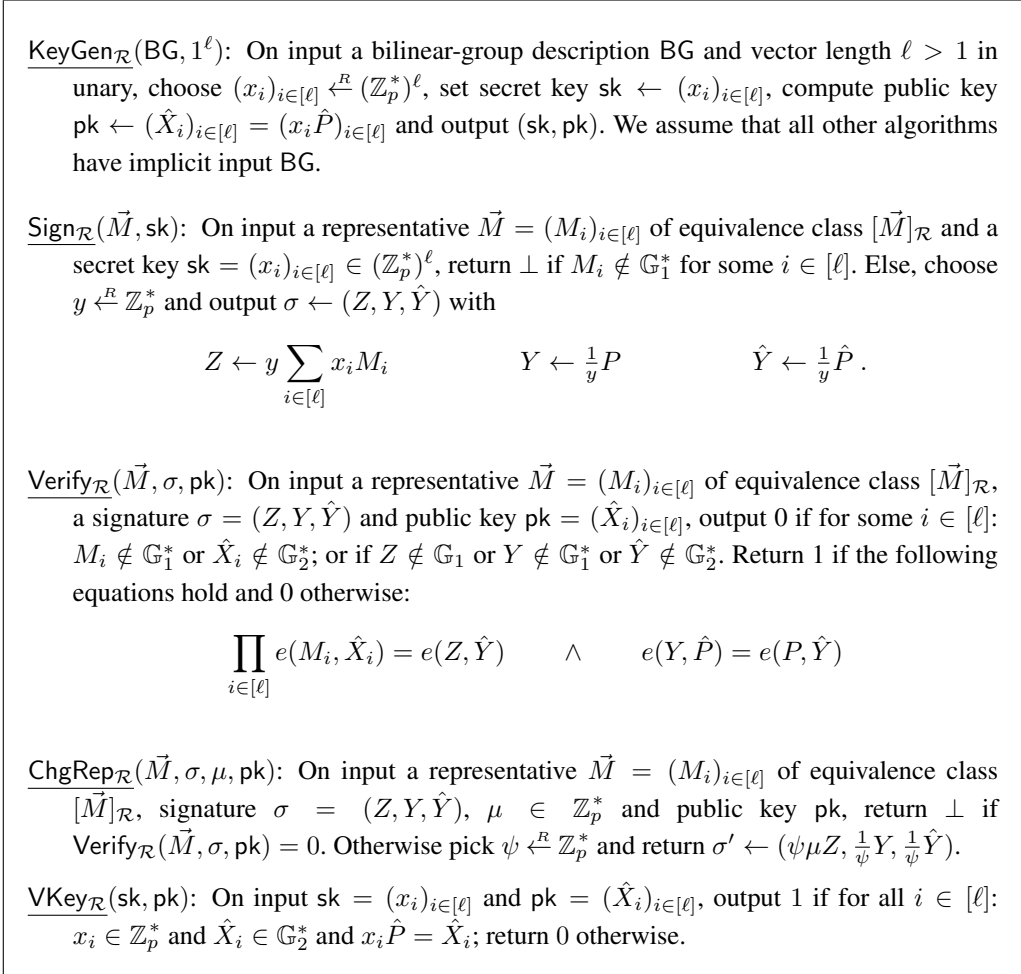 KeyGen_R(BG, 1^ℓ): On input a bilinear-group description BG and vector length ℓ > 1 in
unary, choose (x_i)_{i∈[ℓ]} ←^R (ℤ_p^*)^ℓ, set secret key sk ← (x_i)_{i∈[ℓ]}, compute public key
pk ← (X̂_i)_{i∈[ℓ]} = (x_i P̂)_{i∈[ℓ]} and output (sk, pk). We assume that all other algorithms
have implicit input BG.
Sign_R(M⃗, sk): On input a representative M⃗ = (M_i)_{i∈[ℓ]} of equivalence class [M⃗]_R and a
secret key sk = (x_i)_{i∈[ℓ]} ∈ (ℤ_p^*)^ℓ, return ⊥ if M_i ∉ 𝔾_1^* for some i ∈ [ℓ]. Else, choose
y ←^R ℤ_p^* and output σ ← (Z, Y, Ŷ) with
Z ← y ∑_{i∈[ℓ]} x_i M_i Y ← 1/y P Ŷ ← 1/y P̂ .
Verify_R(M⃗, σ, pk): On input a representative M⃗ = (M_i)_{i∈[ℓ]} of equivalence class [M⃗]_R,
a signature σ = (Z, Y, Ŷ) and public key pk = (X̂_i)_{i∈[ℓ]}, output 0 if for some i ∈ [ℓ]:
M_i ∉ 𝔾_1^* or X̂_i ∉ 𝔾_2^*; or if Z ∉ 𝔾_1 or Y ∉ 𝔾_1^* or Ŷ ∉ 𝔾_2^*. Return 1 if the following
equations hold and 0 otherwise:
∏_{i∈[ℓ]} e(M_i, X̂_i) = e(Z, Ŷ) ∧ e(Y, P̂) = e(P, Ŷ)
ChgRep_R(M⃗, σ, μ, pk): On input a representative M⃗ = (M_i)_{i∈[ℓ]} of equivalence class
[M⃗]_R, signature σ = (Z, Y, Ŷ), μ ∈ ℤ_p^* and public key pk, return ⊥ if
Verify_R(M⃗, σ, pk) = 0. Otherwise pick ψ ←^R ℤ_p^* and return σ′ ← (ψμZ, 1/ψ Y, 1/ψ Ŷ).
VKey_R(sk, pk): On input sk = (x_i)_{i∈[ℓ]} and pk = (X̂_i)_{i∈[ℓ]}, output 1 if for all i ∈ [ℓ]:
x_i ∈ ℤ_p^* and X̂_i ∈ 𝔾_2^* and x_i P̂ = X̂_i; return 0 otherwise.